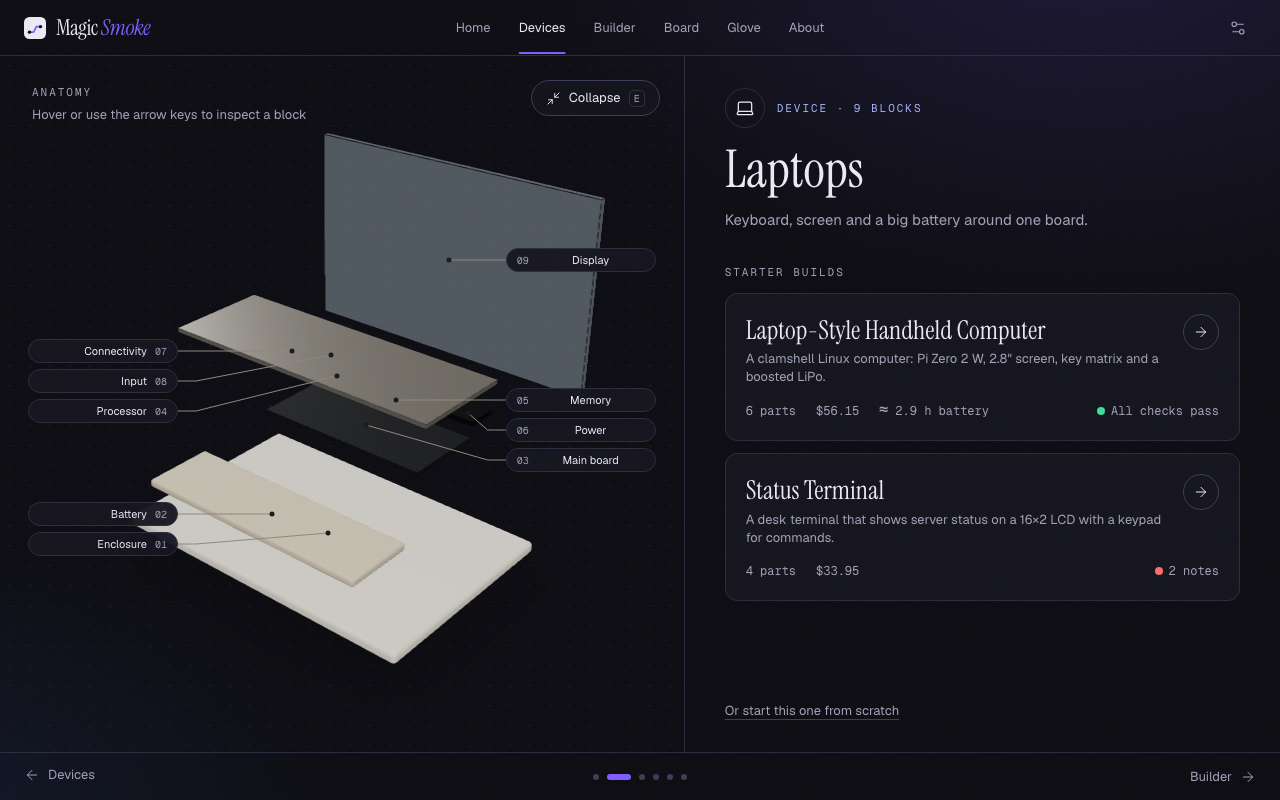 Magic Smoke
Home
Devices
Builder
Board
Glove
About
ANATOMY
Hover or use the arrow keys to inspect a block
Collapse E
09 Display
Connectivity 07
Input 08
Processor 04
05 Memory
06 Power
03 Main board
Battery 02
Enclosure 01
DEVICE · 9 BLOCKS
Laptops
Keyboard, screen and a big battery around one board.
STARTER BUILDS
Laptop-Style Handheld Computer
A clamshell Linux computer: Pi Zero 2 W, 2.8" screen, key matrix and a
boosted LiPo.
6 parts $56.15 ≈ 2.9 h battery All checks pass
Status Terminal
A desk terminal that shows server status on a 16×2 LCD with a keypad
for commands.
4 parts $33.95 2 notes
Or start this one from scratch
Devices
Builder